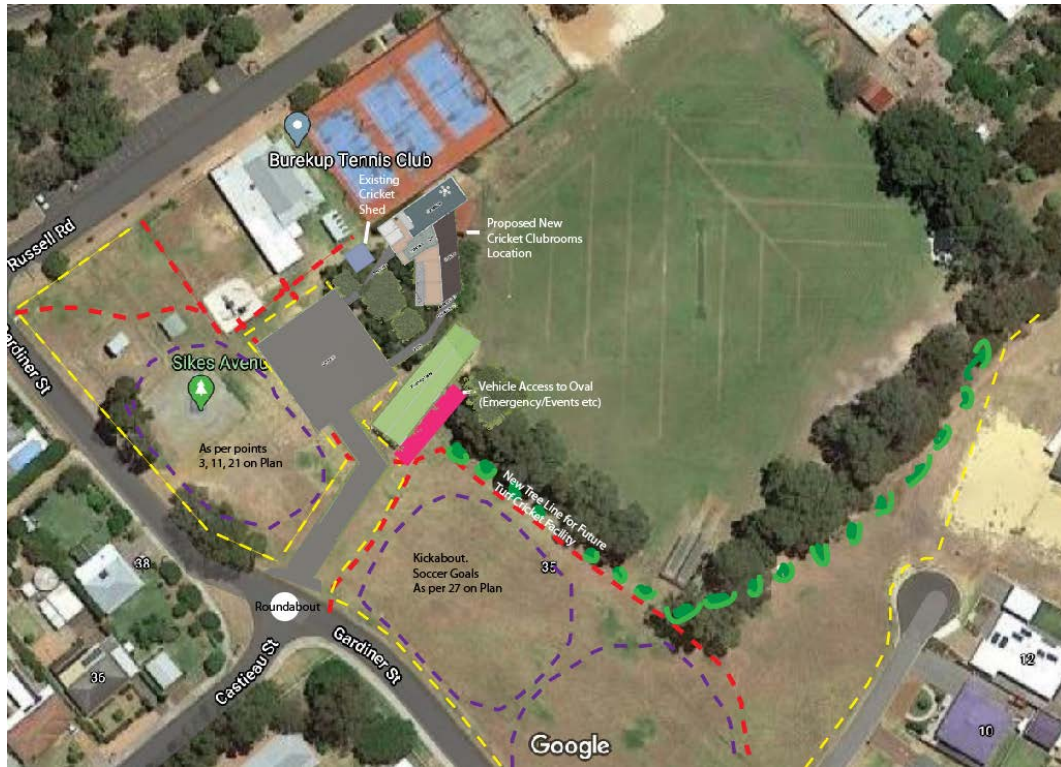 Burekup Tennis Club
Existing
Cricket
Shed
Proposed New
Cricket Clubrooms
Location
Russell Rd
Gardiner St
Sikes Avenu
As per points
3, 11, 21 on Plan
Vehicle Access to Oval
(Emergency/Events etc)
New Tree Line for Future
Turf Cricket Facility
Kickabout.
Soccer Goals
As per 27 on Plan
35
38
Roundabout
36
Castieau St
Gardiner St
12
10
Google